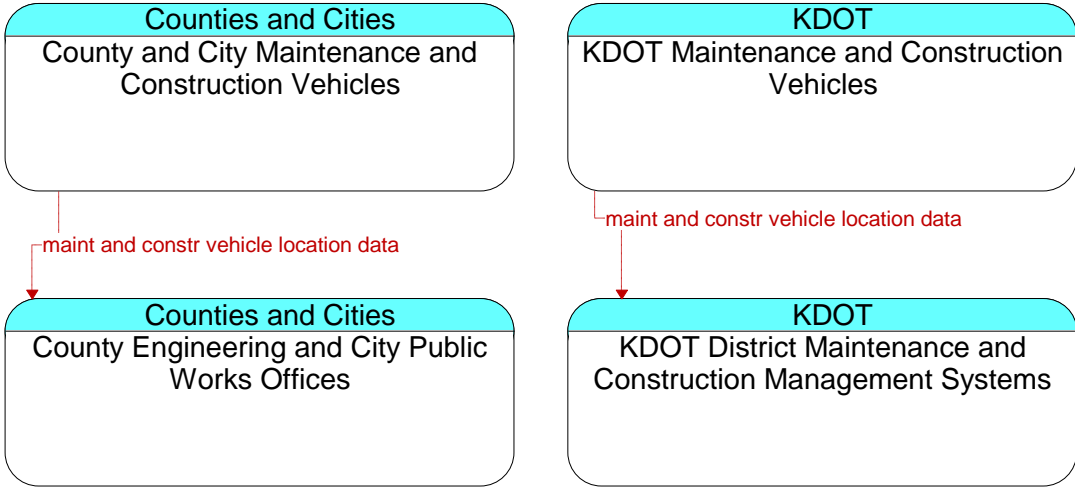 Counties and Cities
County and City Maintenance and
Construction Vehicles
KDOT
KDOT Maintenance and Construction
Vehicles
maint and constr vehicle location data
maint and constr vehicle location data
Counties and Cities
County Engineering and City Public
Works Offices
KDOT
KDOT District Maintenance and
Construction Management Systems